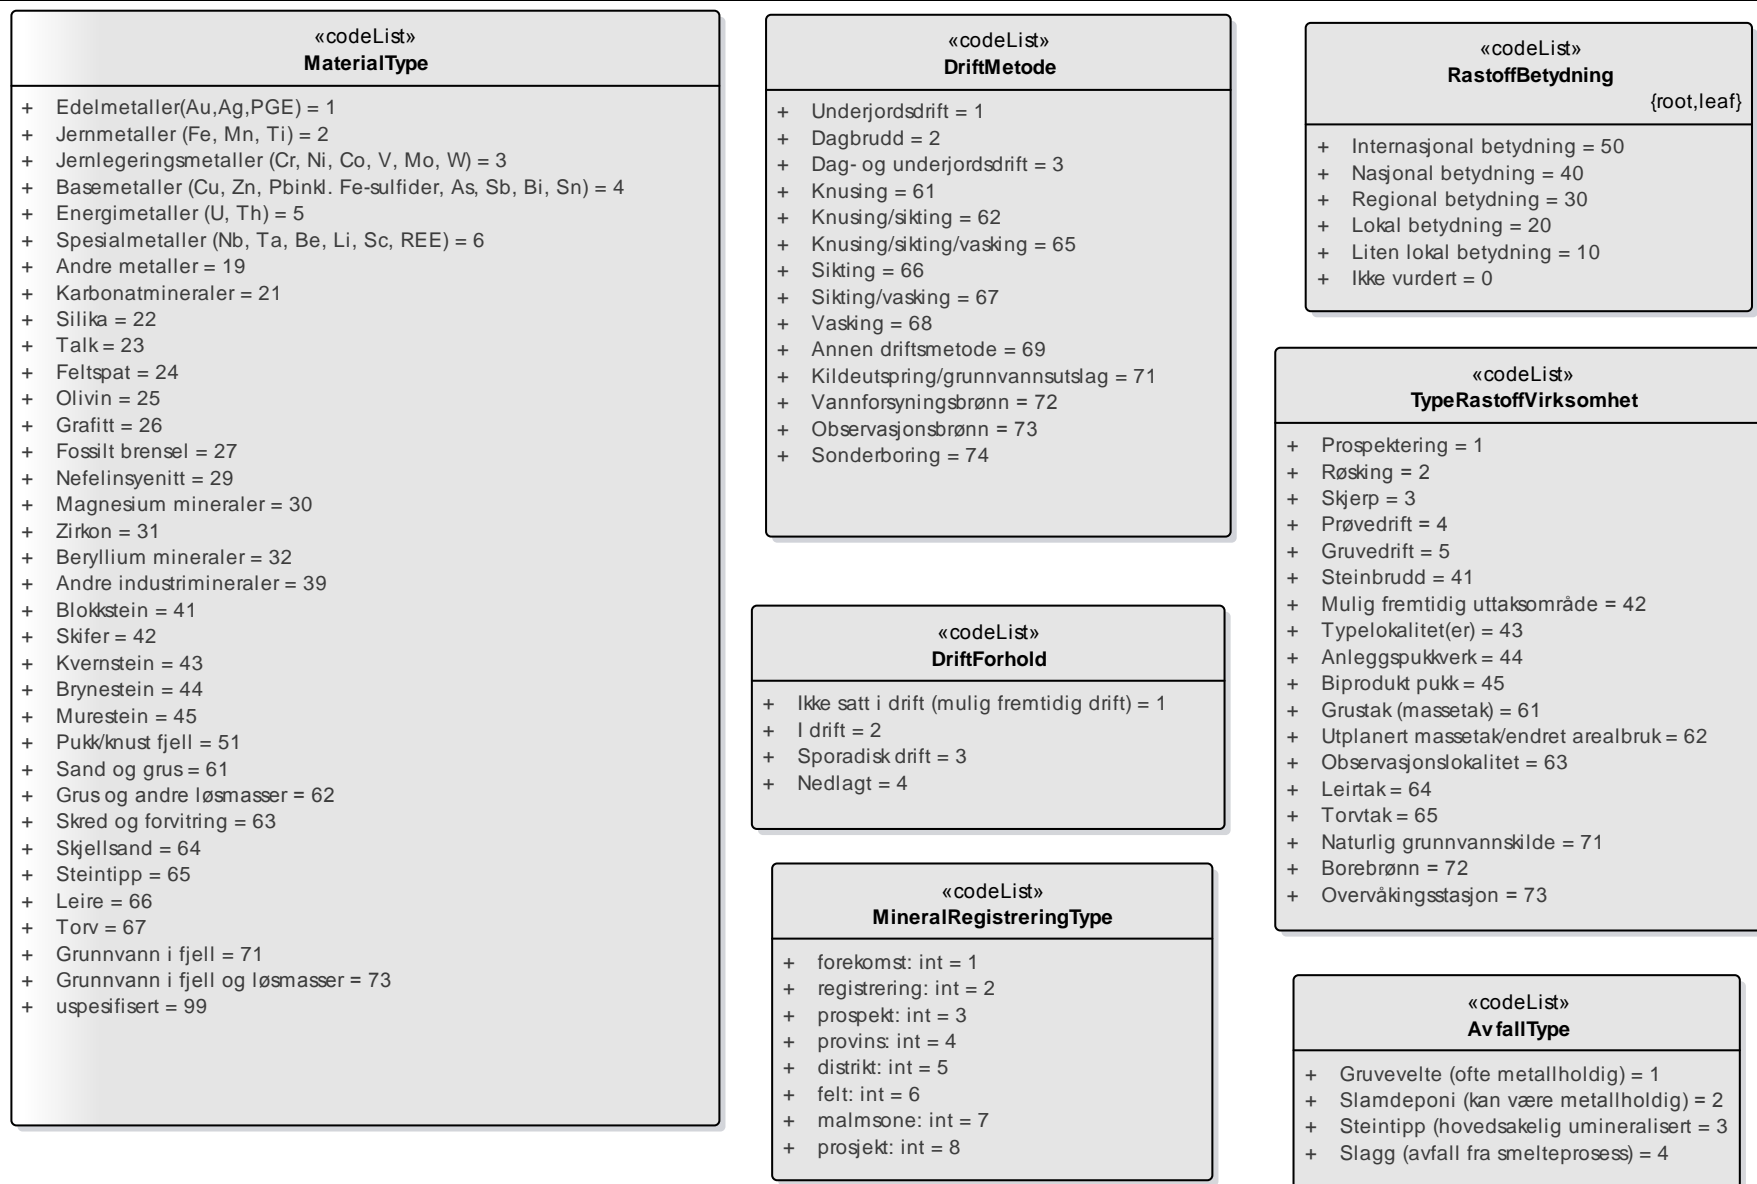 «codeList»
MaterialType
+ Edelmetaller(Au,Ag,PGE) = 1
+ Jernmetaller (Fe, Mn, Ti) = 2
+ Jernlegeringsmetaller (Cr, Ni, Co, V, Mo, W) = 3
+ Basemetaller (Cu, Zn, Pbinkl. Fe-sulfider, As, Sb, Bi, Sn) = 4
+ Energimetaller (U, Th) = 5
+ Spesialmetaller (Nb, Ta, Be, Li, Sc, REE) = 6
+ Andre metaller = 19
+ Karbonatmineraler = 21
+ Silika = 22
+ Talk = 23
+ Feltspat = 24
+ Olivin = 25
+ Grafitt = 26
+ Fossilt brensel = 27
+ Nefelinsyenitt = 29
+ Magnesium mineraler = 30
+ Zirkon = 31
+ Beryllium mineraler = 32
+ Andre industrimineraler = 39
+ Blokkstein = 41
+ Skifer = 42
+ Kvernstein = 43
+ Brynestein = 44
+ Murestein = 45
+ Pukk/knust fjell = 51
+ Sand og grus = 61
+ Grus og andre løsmasser = 62
+ Skred og forvitring = 63
+ Skjellsand = 64
+ Steintipp = 65
+ Leire = 66
+ Torv = 67
+ Grunnvann i fjell = 71
+ Grunnvann i fjell og løsmasser = 73
+ uspesifisert = 99
«codeList»
DriftMetode
+ Underjordsdrift = 1
+ Dagbrudd = 2
+ Dag- og underjordsdrift = 3
+ Knusing = 61
+ Knusing/sikting = 62
+ Knusing/sikting/vasking = 65
+ Sikting = 66
+ Sikting/vasking = 67
+ Vasking = 68
+ Annen driftsmetode = 69
+ Kildeutspring/grunnvannsutslag = 71
+ Vannforsyningsbrønn = 72
+ Observasjonsbrønn = 73
+ Sonderboring = 74
«codeList»
DriftForhold
+ Ikke satt i drift (mulig fremtidig drift) = 1
+ I drift = 2
+ Sporadisk drift = 3
+ Nedlagt = 4
«codeList»
MineralRegistreringType
+ forekomst: int = 1
+ registrering: int = 2
+ prospekt: int = 3
+ provins: int = 4
+ distrikt: int = 5
+ felt: int = 6
+ malmsone: int = 7
+ prosjekt: int = 8
«codeList»
RastoffBetydning
{root,leaf}
+ Internasjonal betydning = 50
+ Nasjonal betydning = 40
+ Regional betydning = 30
+ Lokal betydning = 20
+ Liten lokal betydning = 10
+ Ikke vurdert = 0
«codeList»
TypeRastoffVirksomhet
+ Prospektering = 1
+ Røsking = 2
+ Skjerp = 3
+ Prøvedrift = 4
+ Gruvedrift = 5
+ Steinbrudd = 41
+ Mulig fremtidig uttaksområde = 42
+ Typelokalitet(er) = 43
+ Anleggspukkverk = 44
+ Biprodukt pukk = 45
+ Grustak (massetak) = 61
+ Utplanert massetak/endret arealbruk = 62
+ Observasjonslokalitet = 63
+ Leirtak = 64
+ Torvtak = 65
+ Naturlig grunnvannskilde = 71
+ Borebrønn = 72
+ Overvåkingsstasjon = 73
«codeList»
AvfallType
+ Gruvevelte (ofte metallholdig) = 1
+ Slamdeponi (kan være metallholdig) = 2
+ Steintipp (hovedsakelig umineralisert = 3
+ Slagg (avfall fra smelteprosess) = 4